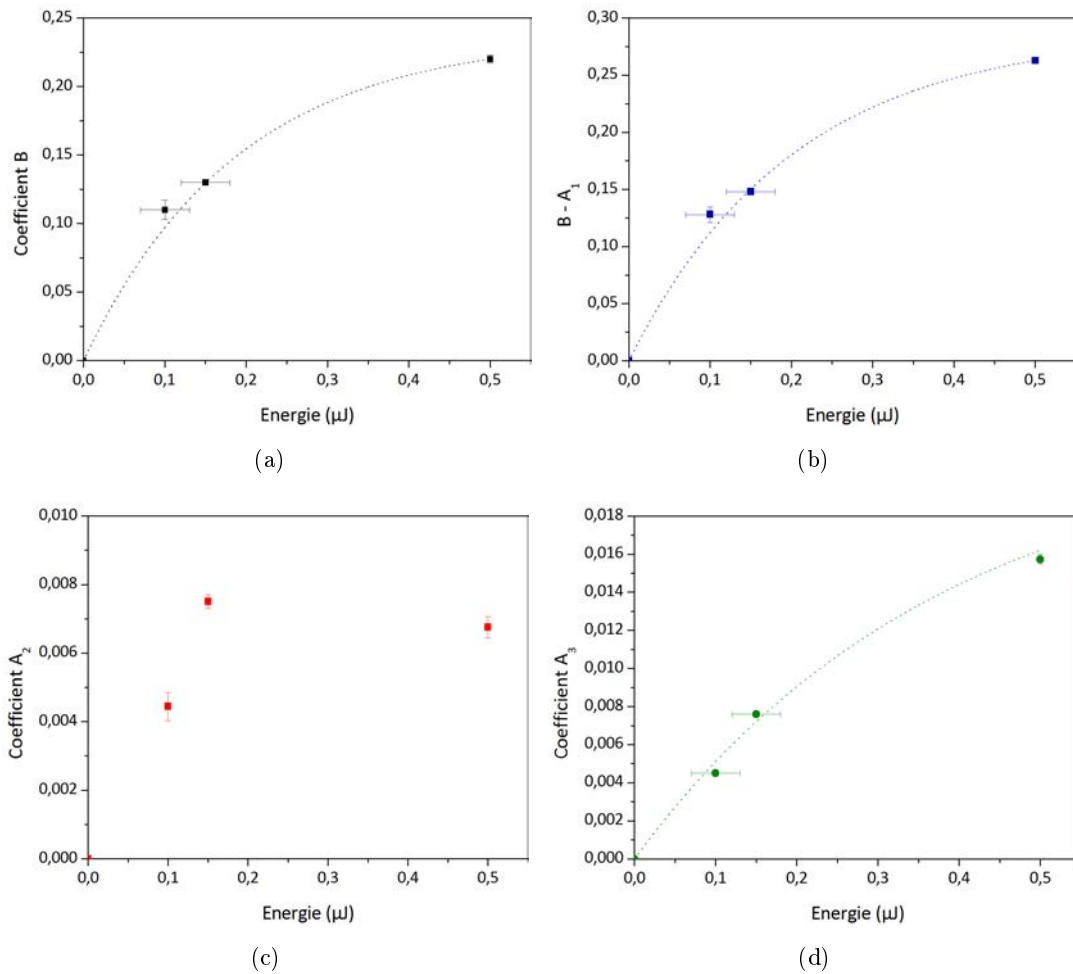 0,25
0,20
0,15
0,10
0,05
0,00
Coefficient B
0,0 0,1 0,2 0,3 0,4 0,5
Energie (µJ)
(a)
0,30
0,25
0,20
0,15
0,10
0,05
0,00
B - A1
0,0 0,1 0,2 0,3 0,4 0,5
Energie (µJ)
(b)
0,010
0,008
0,006
0,004
0,002
0,000
Coefficient A2
0,0 0,1 0,2 0,3 0,4 0,5
Energie (µJ)
(c)
0,018
0,016
0,014
0,012
0,010
0,008
0,006
0,004
0,002
0,000
Coefficient A3
0,0 0,1 0,2 0,3 0,4 0,5
Energie (µJ)
(d)